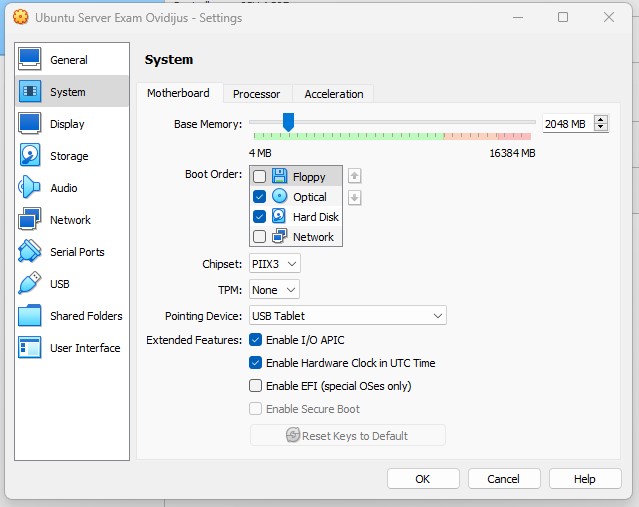 Ubuntu Server Exam Ovidijus - Settings
General
System
Display
Storage
Audio
Network
Serial Ports
USB
Shared Folders
User Interface
System
Motherboard Processor Acceleration
Base Memory: 2048 MB
4 MB 16384 MB
Boot Order: Floppy
Optical
Hard Disk
Network
Chipset: PIIX3
TPM: None
Pointing Device: USB Tablet
Extended Features: Enable I/O APIC
Enable Hardware Clock in UTC Time
Enable EFI (special OSes only)
Enable Secure Boot
Reset Keys to Default
OK Cancel Help